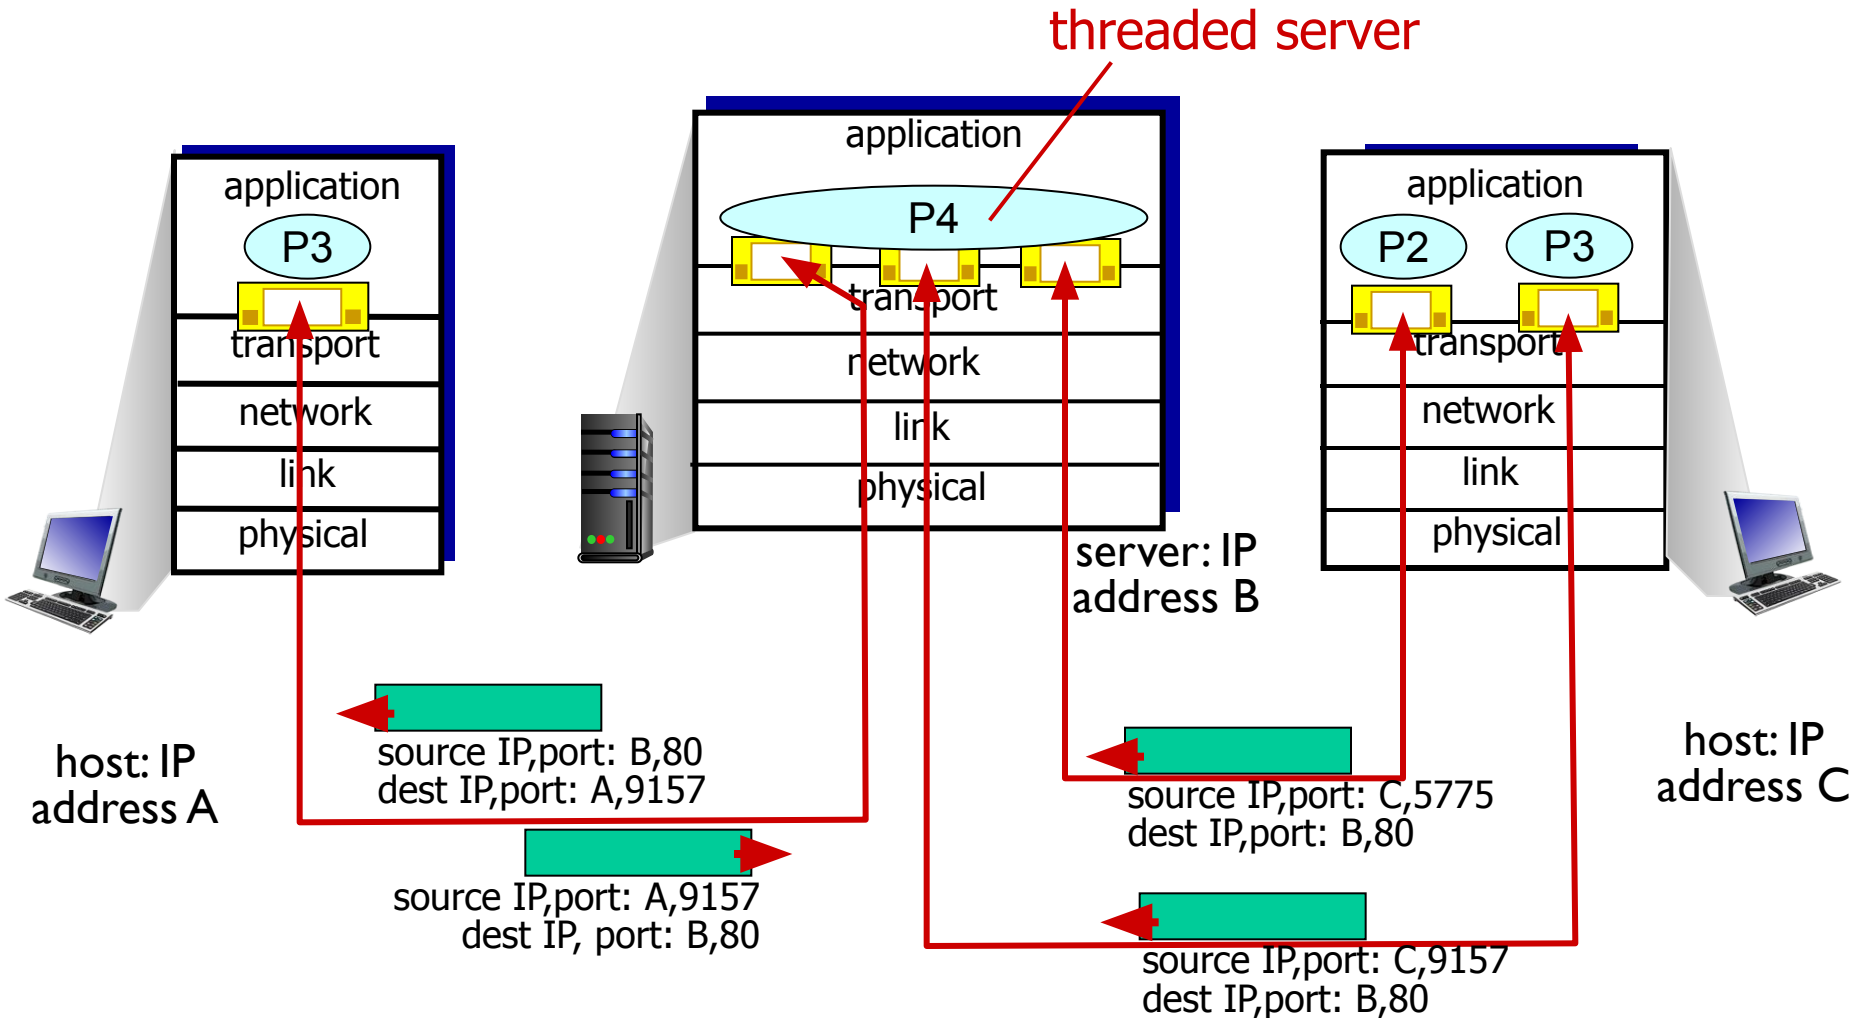 threaded server
application
P3
transport
network
link
physical
application
P4
transport
network
link
physical
application
P2
P3
transport
network
link
physical
server: IP
address B
host: IP
address A
source IP,port: B,80
dest IP,port: A,9157
source IP,port: A,9157
dest IP, port: B,80
source IP,port: C,5775
dest IP,port: B,80
source IP,port: C,9157
dest IP,port: B,80
host: IP
address C